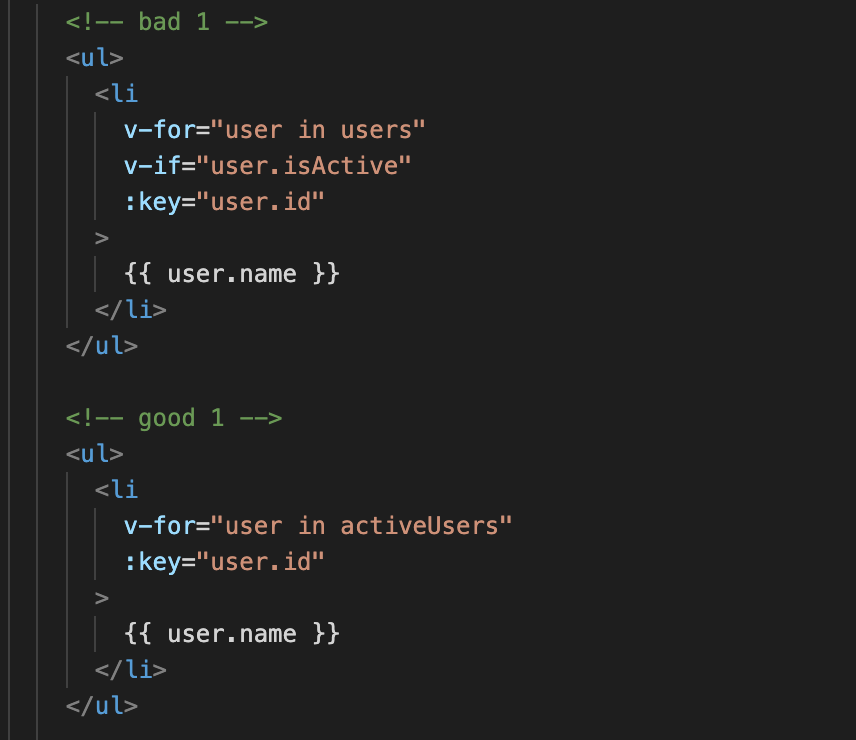 <!-- bad 1 -->
<ul>
  <li
    v-for="user in users"
    v-if="user.isActive"
    :key="user.id"
  >
    {{ user.name }}
  </li>
</ul>

<!-- good 1 -->
<ul>
  <li
    v-for="user in activeUsers"
    :key="user.id"
  >
    {{ user.name }}
  </li>
</ul>